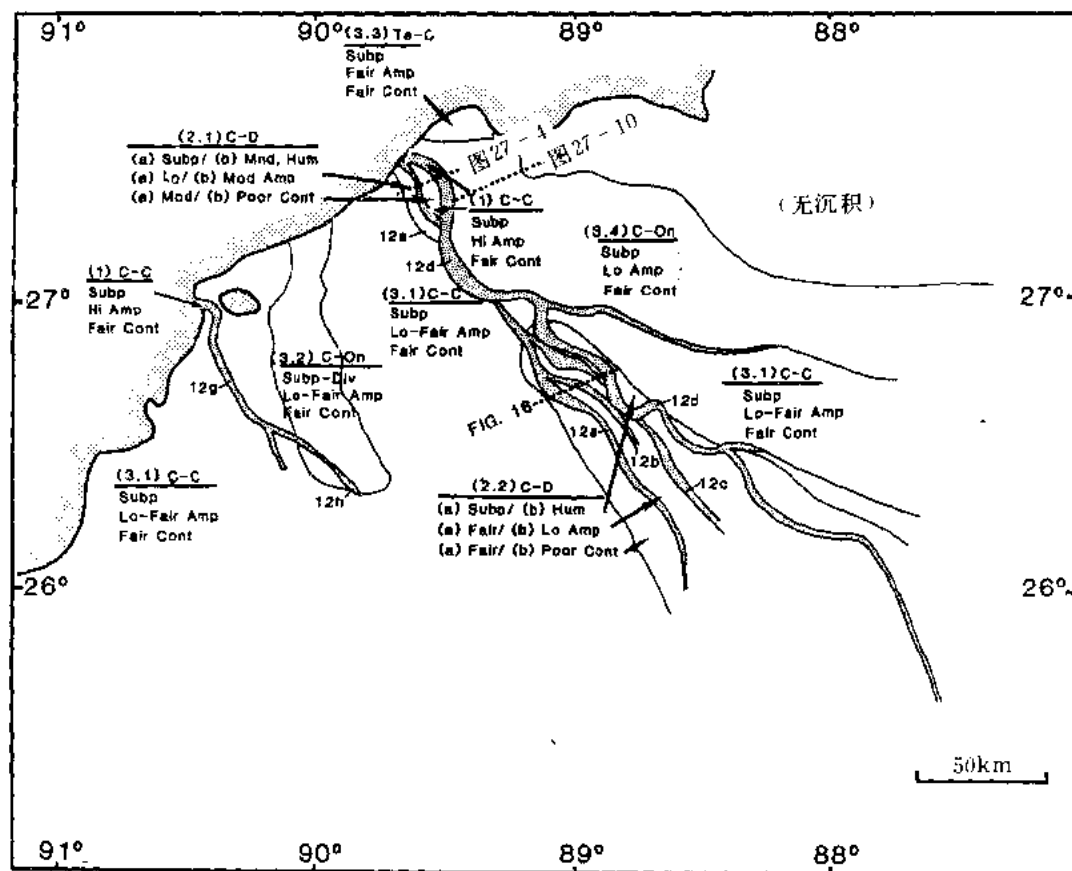 91° 90° 89° 88°
(3.3) Te-C
Subp
Fair Amp
Fair Cont
(2.1) C-D
(a) Subp/ (b) Mnd, Hum
(a) Lo/ (b) Mod Amp
(a) Mod/ (b) Poor Cont
图27-4
图27-10
(1) C-C
Subp
Hi Amp
Fair Cont
(无沉积)
(3.4) C-On
Subp
Lo Amp
Fair Cont
12a
12d
(1) C-C
Subp
Hi Amp
Fair Cont
27°
27°
(3.1) C-C
Subp
Lo-Fair Amp
Fair Cont
(3.2) C-On
Subp-Div
Lo-Fair Amp
Fair Cont
12g
(3.1) C-C
Subp
Lo-Fair Amp
Fair Cont
FIG. 16
12d
12a
12b
12c
12h
(3.1) C-C
Subp
Lo-Fair Amp
Fair Cont
(2.2) C-D
(a) Subp/ (b) Hum
(a) Fair/ (b) Lo Amp
(a) Fair/ (b) Poor Cont
26°
26°
50km
91° 90° 89° 88°